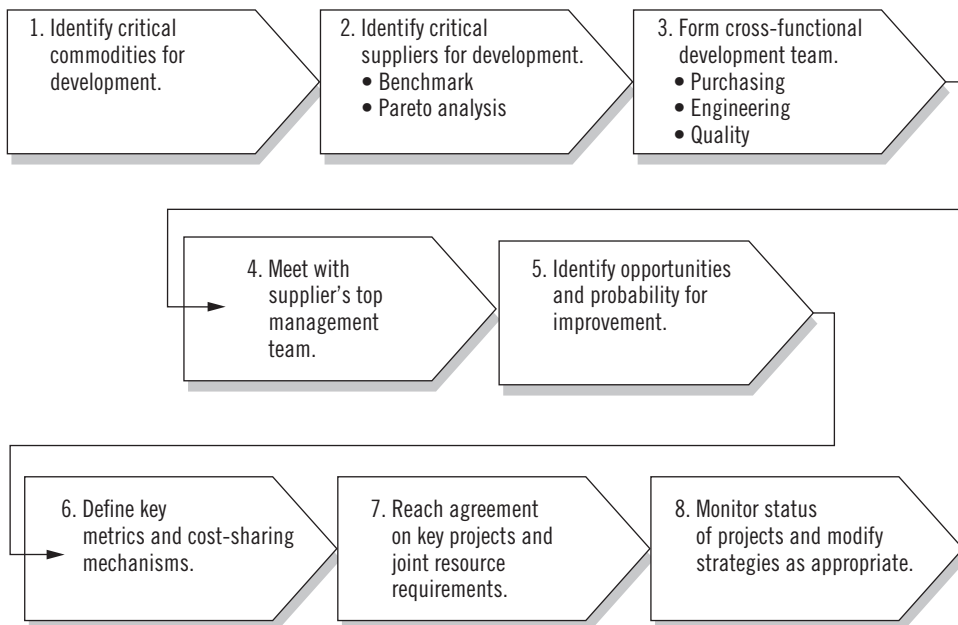 1. Identify critical
commodities for
development.
2. Identify critical
suppliers for development.
• Benchmark
• Pareto analysis
3. Form cross-functional
development team.
• Purchasing
• Engineering
• Quality
4. Meet with
supplier's top
management
team.
5. Identify opportunities
and probability for
improvement.
6. Define key
metrics and cost-sharing
mechanisms.
7. Reach agreement
on key projects and
joint resource
requirements.
8. Monitor status
of projects and modify
strategies as appropriate.